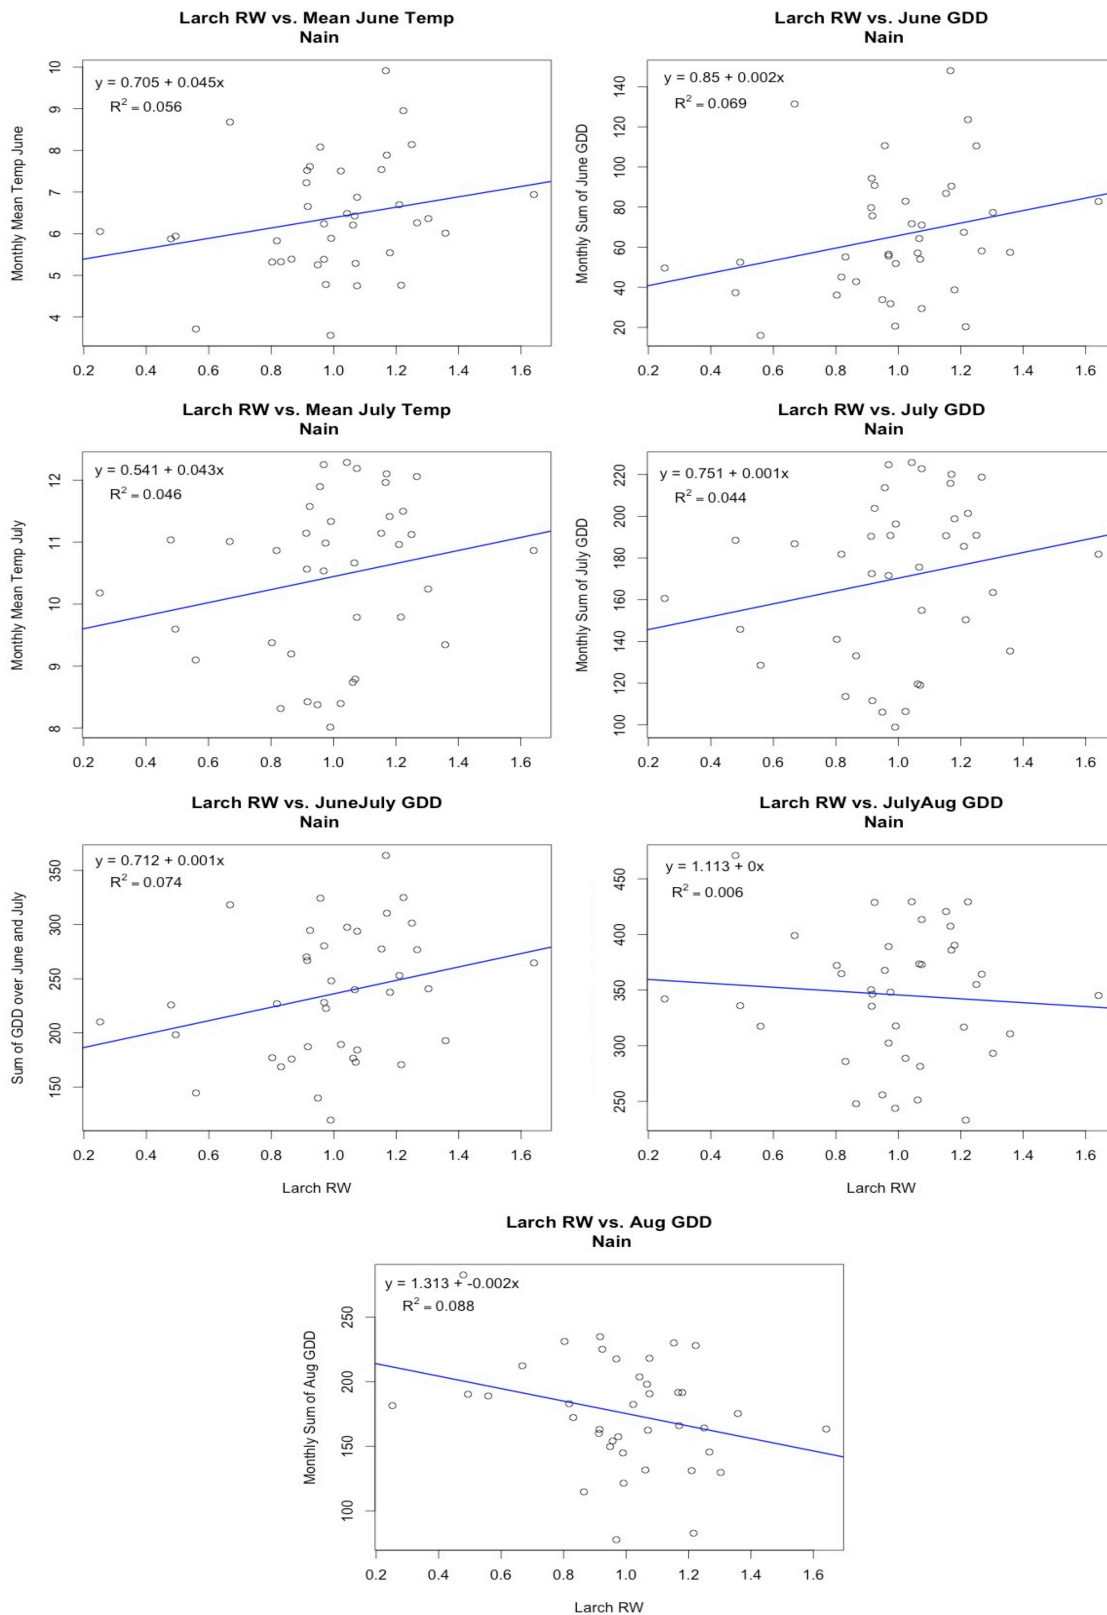 Larch RW vs. Mean June Temp
Nain
y = 0.705 + 0.045x
R² = 0.056
Monthly Mean Temp June
10
9
8
7
6
5
4
0.2 0.4 0.6 0.8 1.0 1.2 1.4 1.6
Larch RW vs. June GDD
Nain
y = 0.85 + 0.002x
R² = 0.069
Monthly Sum of June GDD
140
120
100
80
60
40
20
0.2 0.4 0.6 0.8 1.0 1.2 1.4 1.6
Larch RW vs. Mean July Temp
Nain
y = 0.541 + 0.043x
R² = 0.046
Monthly Mean Temp July
12
11
10
9
8
0.2 0.4 0.6 0.8 1.0 1.2 1.4 1.6
Larch RW vs. July GDD
Nain
y = 0.751 + 0.001x
R² = 0.044
Monthly Sum of July GDD
220
200
180
160
140
120
100
0.2 0.4 0.6 0.8 1.0 1.2 1.4 1.6
Larch RW vs. JuneJuly GDD
Nain
y = 0.712 + 0.001x
R² = 0.074
Sum of GDD over June and July
350
300
250
200
150
0.2 0.4 0.6 0.8 1.0 1.2 1.4 1.6
Larch RW
Larch RW vs. JulyAug GDD
Nain
y = 1.113 + 0x
R² = 0.006
450
400
350
300
250
0.2 0.4 0.6 0.8 1.0 1.2 1.4 1.6
Larch RW
Larch RW vs. Aug GDD
Nain
y = 1.313 + -0.002x
R² = 0.088
Monthly Sum of Aug GDD
250
200
150
100
0.2 0.4 0.6 0.8 1.0 1.2 1.4 1.6
Larch RW